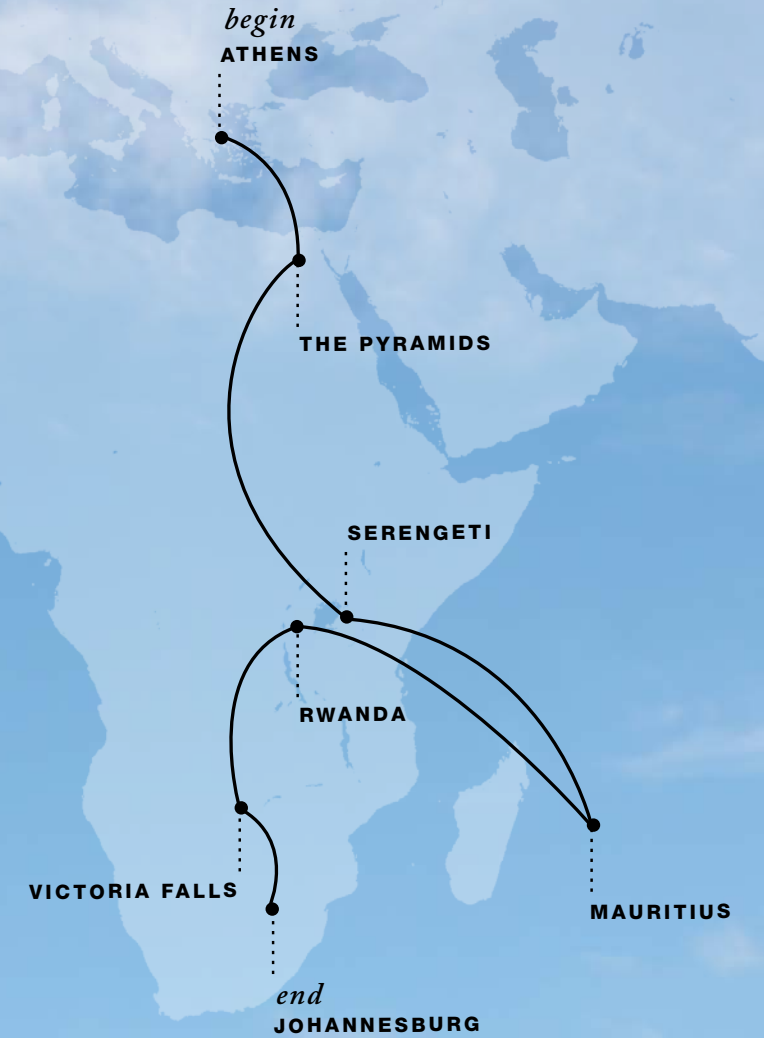 begin
ATHENS
THE PYRAMIDS
SERENGETI
RWANDA
VICTORIA FALLS
MAURITIUS
end
JOHANNESBURG